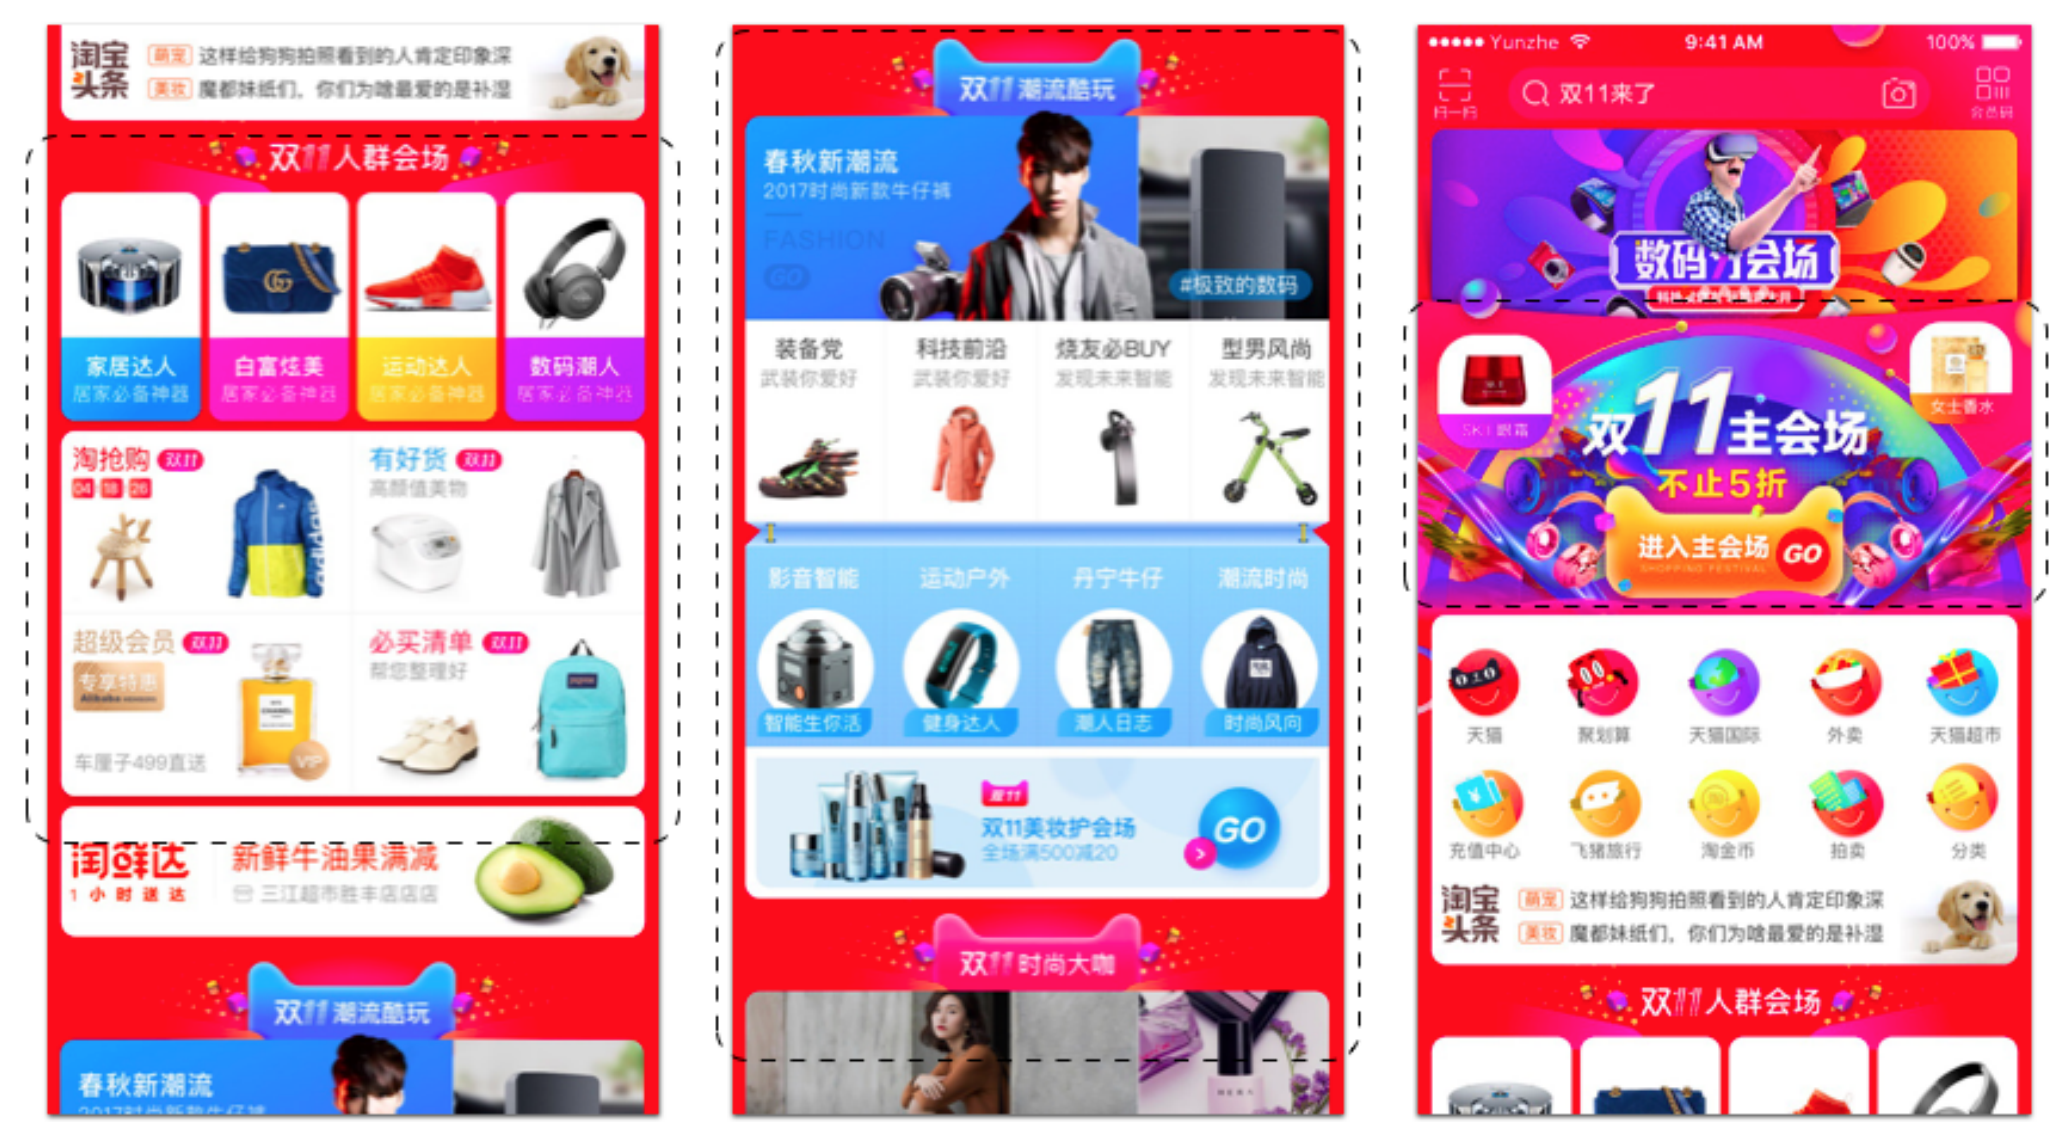 淘宝头条
萌宠 这样给狗狗拍照看到的人肯定印象深
美妆 魔都妹纸们，你们为啥最爱的是补湿
双11人群会场
家居达人
居家必备神器
白富炫美
居家必备神器
运动达人
居家必备神器
数码潮人
居家必备神器
淘抢购 双11
04 18 26
有好货 双11
高颜值美物
adidas
超级会员 双11
专享特惠
必买清单 双11
帮您整理好
CHANEL
车厘子499直送
VIP
淘鲜达
1小时送达
新鲜牛油果满减
三江超市胜丰店店店
双11潮流酷玩
春秋新潮流
2017时尚新款牛仔裤
双11潮流酷玩
春秋新潮流
2017时尚新款牛仔裤
FASHION
GO
#极致的数码
装备党
武装你爱好
科技前沿
武装你爱好
烧友必BUY
发现未来智能
型男风尚
发现未来智能
影音智能
运动户外
丹宁牛仔
潮流时尚
智能生你活
健身达人
潮人日志
时尚风向
双11
双11美妆护会场
全场满500减20
GO
双11时尚大咖
Yunzhe
9:41 AM
100%
扫一扫
双11来了
会员码
数码 会场
SK1 眼霜
女士香水
双11主会场
不止5折
进入主会场
SHOPPING FESTIVAL
GO
天猫
聚划算
天猫国际
外卖
天猫超市
充值中心
飞猪旅行
淘金币
拍卖
分类
淘宝头条
萌宠 这样给狗狗拍照看到的人肯定印象深
美妆 魔都妹纸们，你们为啥最爱的是补湿
双11人群会场